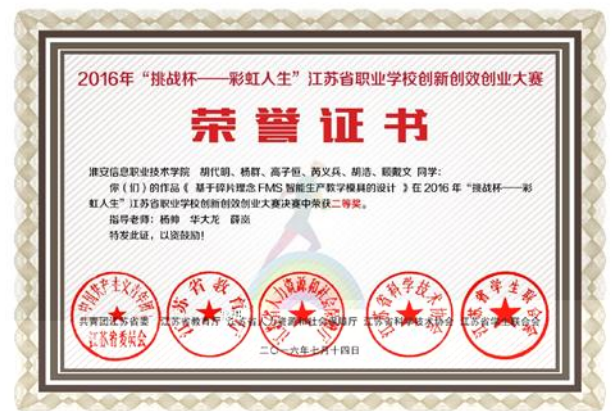 2016年“挑战杯——彩虹人生”江苏省职业学校创新创效创业大赛
荣誉证书
淮安信息职业技术学院 胡代明、杨群、高子恒、芮义兵、胡浩、顾戴文 同学：
你（们）的作品《 基于碎片理念 FMS 智能生产教学模具的设计 》在 2016 年“挑战杯——彩
虹人生”江苏省职业学校创新创效创业大赛决赛中荣获二等奖。
指导老师：杨帅 华大龙 薛岚
特发此证，以资鼓励！
共青团江苏省委 江苏省教育厅 江苏省人力资源和社会保障厅 江苏省科学技术协会 江苏省学生联合会
二〇一六年七月十四日